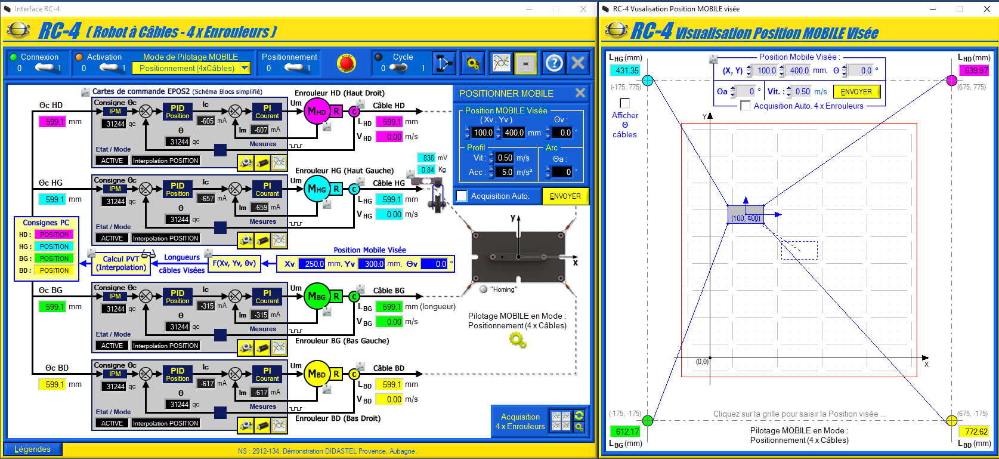 Interface RC-4
RC-4 ( Robot à Câbles - 4 x Enrouleurs )
Connexion
0 1
Activation
0 1
Mode de Pilotage MOBILE
Positionnement (4xCâbles)
Positionnement
0 1
Cycle
0 1
Cartes de commande EPOS2 (Schéma Blocs simplifié)
Enrouleur HD (Haut Droit)
Θc HD
599.1 mm
Consigne Θc
IPM
31244 qc
PID
Position
Θ
31244 qc
Ic
-605 mA
Im -607 mA
PI
Courant
Um
MHD R C
Câble HD
L HD 599.1 mm
V HD 0.00 m/s
Mesures
Etat / Mode
ACTIVE Interpolation POSITION
836 mV
0.84 Kg
Enrouleur HG (Haut Gauche)
Θc HG
599.1 mm
Consigne Θc
IPM
31244 qc
PID
Position
Θ
31244 qc
Ic
-657 mA
Im -659 mA
PI
Courant
Um
MHG R C
Câble HG
L HG 599.1 mm
V HG 0.00 m/s
Mesures
Etat / Mode
ACTIVE Interpolation POSITION
Consignes PC
HD : POSITION
HG : POSITION
BG : POSITION
BD : POSITION
Calcul PVT
(Interpolation)
Longueurs
câbles Visées
F(Xv, Yv, θv)
Position Mobile Visée
Xv 250.0 mm, Yv 300.0 mm, Θv 0.0 °
Θc BG
599.1 mm
Consigne Θc
IPM
31244 qc
PID
Position
Θ
31244 qc
Ic
-315 mA
Im -315 mA
PI
Courant
Um
MBG R C
Câble BG
L BG 599.1 mm (longueur)
V BG 0.00 m/s
Mesures
Etat / Mode
ACTIVE Interpolation POSITION
Enrouleur BG (Bas Gauche)
Θc BD
599.1 mm
Consigne Θc
IPM
31244 qc
PID
Position
Θ
31244 qc
Ic
-617 mA
Im -617 mA
PI
Courant
Um
MBD R C
Câble BD
L BD 599.1 mm
V BD 0.00 m/s
Mesures
Etat / Mode
ACTIVE Interpolation POSITION
Enrouleur BD (Bas Droit)
POSITIONNER MOBILE
Position MOBILE Visée
( Xv , Yv )
100.0 400.0 mm
Θv :
0.0 °
Profil
Vit : 0.50 m/s
Acc : 5.0 m/s²
Arc
Θa :
0 °
Acquisition Auto.
ENVOYER
y
x
"Homing"
Pilotage MOBILE en Mode :
Positionnement (4 x Câbles)
Acquisition
4 x Enrouleurs
Légendes
NS : 2912-134, Démonstration DIDASTEL Provence, Aubagne.
RC-4 Vusalisation Position MOBILE visée
RC-4 Visualisation Position MOBILE Visée
L HG (mm)
431.35
(-175, 775)
Position Mobile Visée :
(X, Y) 100.0 400.0 mm, Θ 0.0 °
Θa 0 ° Vit. : 0.50 m/s ENVOYER
Acquisition Auto. 4 x Enrouleurs
L HD (mm)
639.97
(675, 775)
Afficher
Θ
câbles
Y
(100, 400)
(0,0)
X
(-175, -175)
612.17
L BG (mm)
Cliquez sur la grille pour saisir la Position visée ...
Pilotage MOBILE en Mode :
Positionnement (4 x Câbles)
(675, -175)
772.62
L BD (mm)